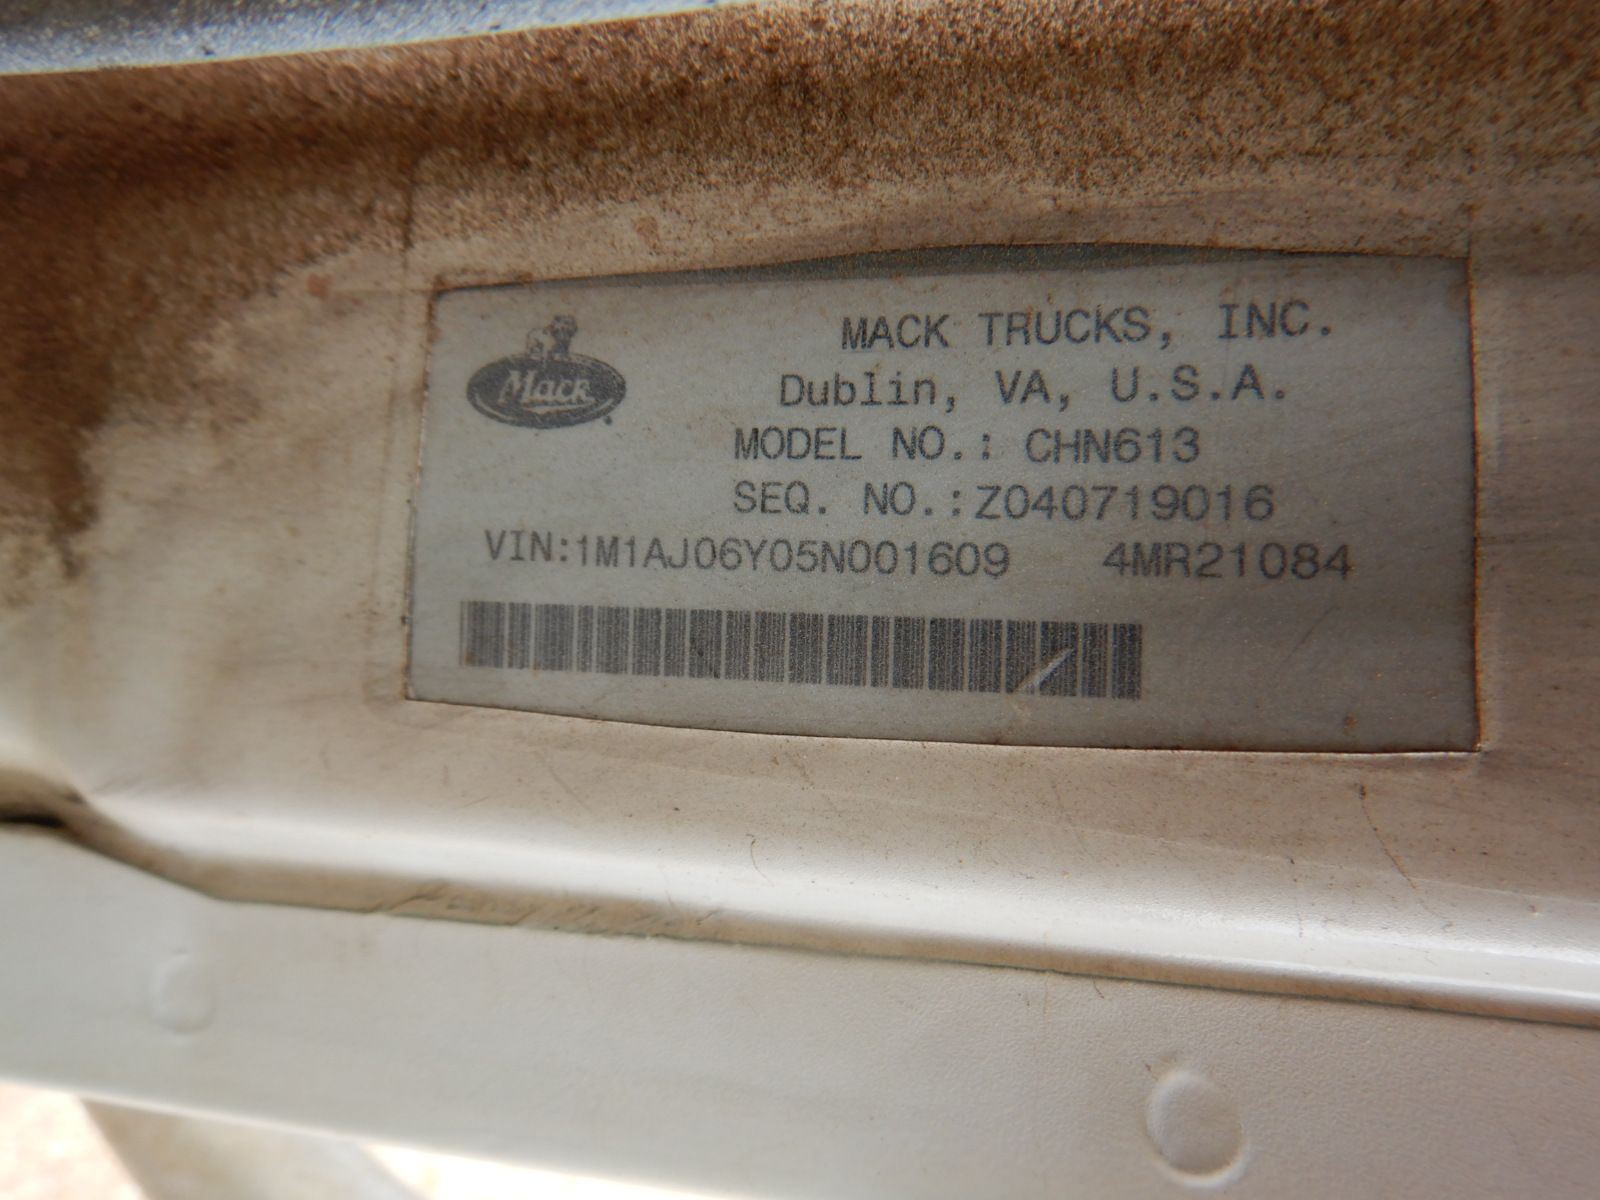 Mack
MACK TRUCKS, INC.
Dublin, VA, U.S.A.
MODEL NO.: CHN613
SEQ. NO.:Z040719016
VIN:1M1AJ06Y05N001609 4MR21084